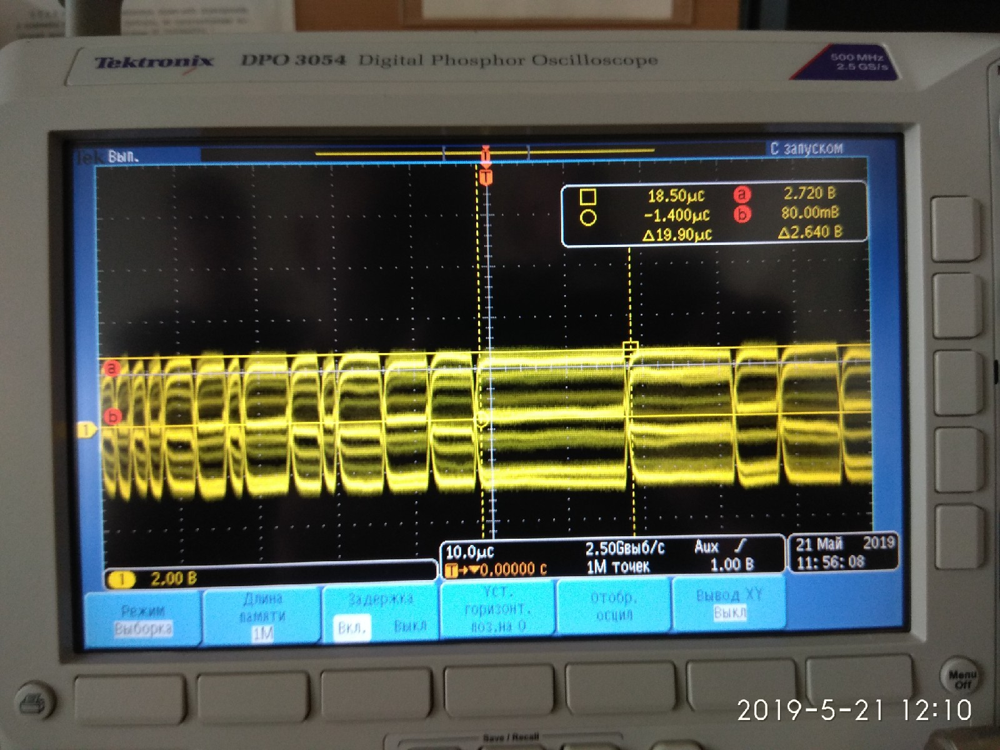 Tektronix DPO 3054 Digital Phosphor Oscilloscope
500 MHz
2.5 GS/s
Tek Вып.
С запуском
T
T
18.50µс a 2.720 В
-1.400µс b 80.00mВ
Δ19.90µс Δ2.640 В
a
b
1
10.0µс 2.50Gвыб/с Aux
T→▼0.00000 с 1M точек 1.00 В
21 Май 2019
11:56:08
1 2.00 В
Режим
Выборка
Длина
памяти
1M
Задержка
Вкл. Выкл
Уст.
горизонт.
поз.на 0
Отобр.
осцил
Вывод XY
Выкл
Menu
Off
2019-5-21 12:10
Save / Recall